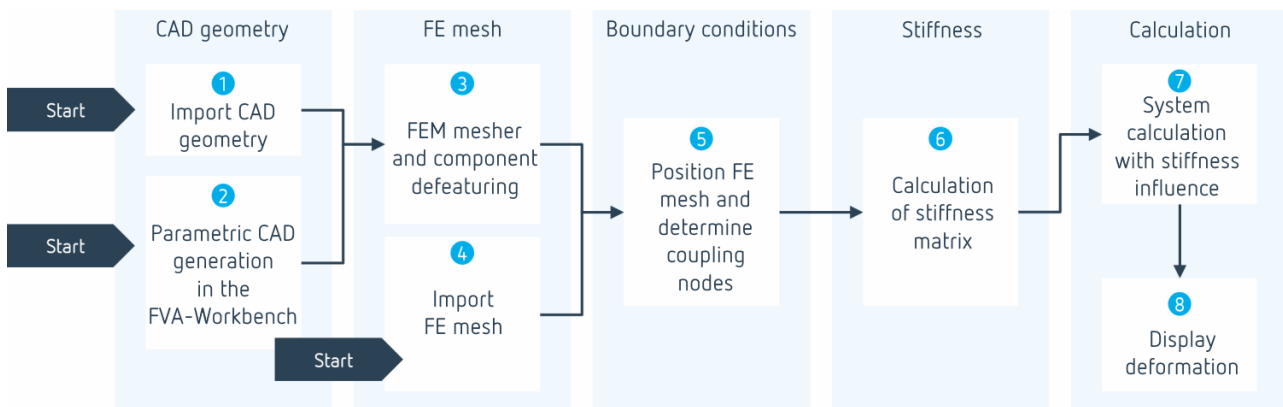 CAD geometry
FE mesh
Boundary conditions
Stiffness
Calculation
Start
1
Import CAD
geometry
Start
2
Parametric CAD
generation
in the
FVA-Workbench
3
FEM mesher
and component
defeaturing
Start
4
Import
FE mesh
5
Position FE
mesh and
determine
coupling
nodes
6
Calculation
of stiffness
matrix
7
System
calculation
with stiffness
influence
8
Display
deformation